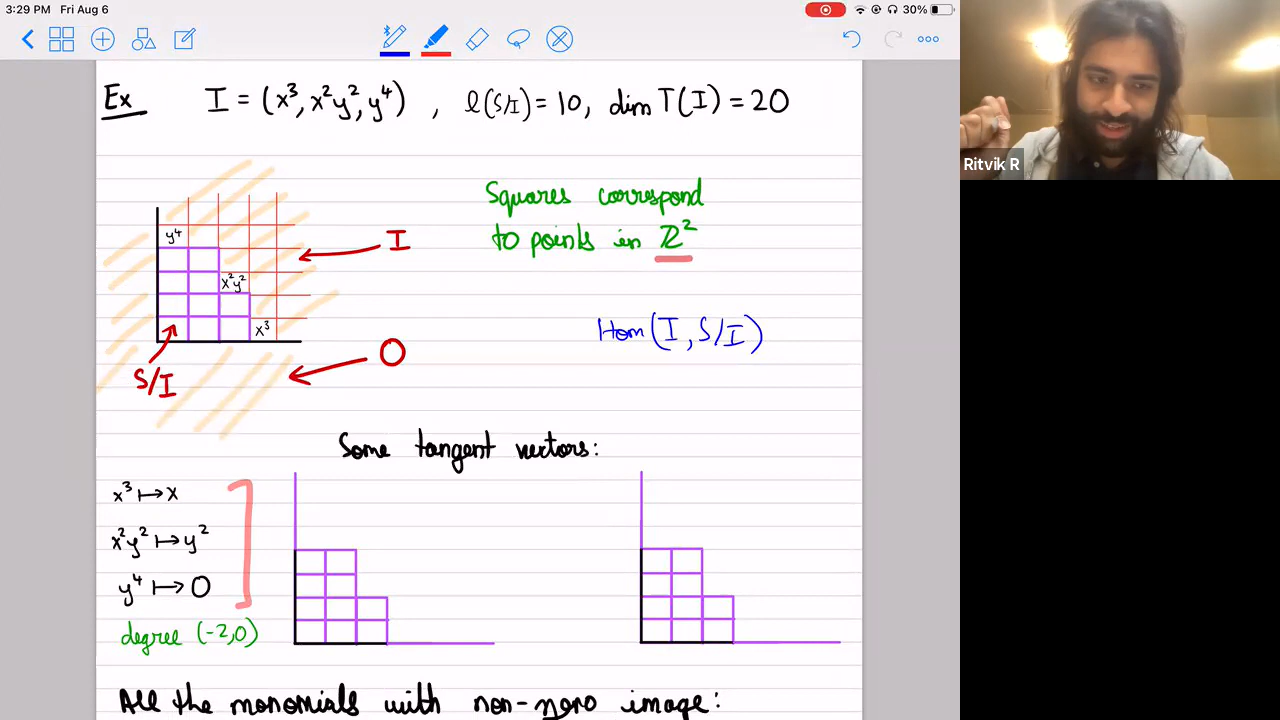 3:29 PM Fri Aug 6
30%
Ex I = (x³, x²y², y⁴) , l(S/I) = 10, dim T(I) = 20
Ritvik R
Squares correspond
to points in ℤ²
y⁴
I
x²y²
Hom(I, S/I)
x³
O
S/I
Some tangent vectors:
x³ ↦ x
x²y² ↦ y²
y⁴ ↦ 0
degree (-2,0)
All the monomials with non-zero image: